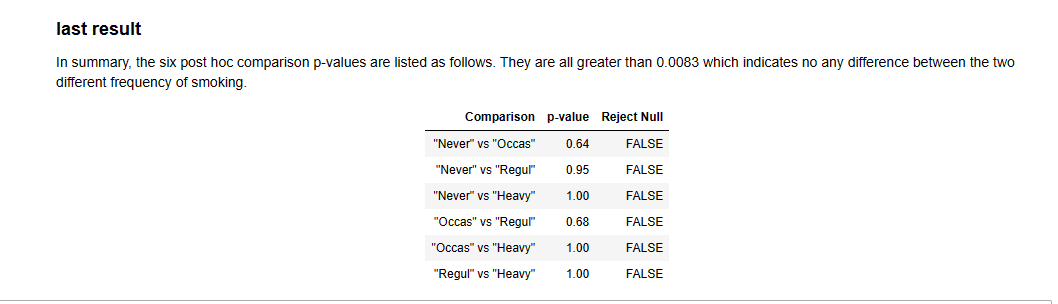 last result
In summary, the six post hoc comparison p-values are listed as follows. They are all greater than 0.0083 which indicates no any difference between the two
different frequency of smoking.
Comparison p-value Reject Null
"Never" vs "Occas" 0.64 FALSE
"Never" vs "Regul" 0.95 FALSE
"Never" vs "Heavy" 1.00 FALSE
"Occas" vs "Regul" 0.68 FALSE
"Occas" vs "Heavy" 1.00 FALSE
"Regul" vs "Heavy" 1.00 FALSE